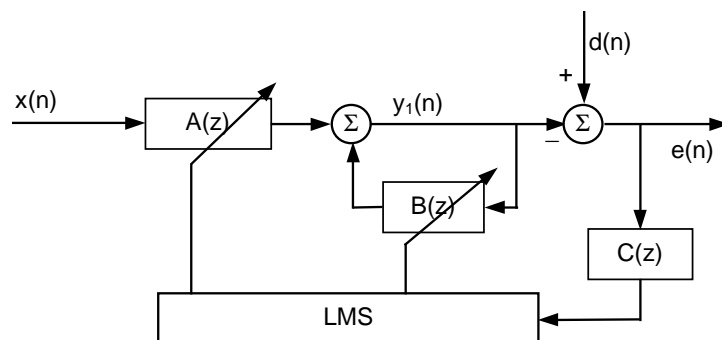 d(n)
+
x(n)
A(z)
Σ
y₁(n)
Σ
–
e(n)
B(z)
C(z)
LMS